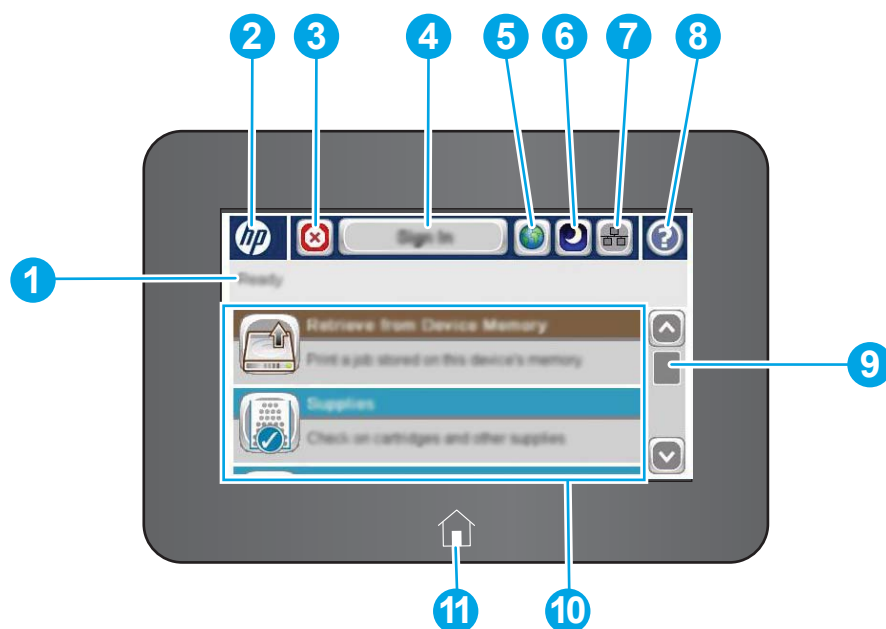 2 3 4 5 6 7 8
hp
Sign In
?
1
Ready
Retrieve from Device Memory
Print a job stored on this device's memory
9
Supplies
Check on cartridges and other supplies
11 10